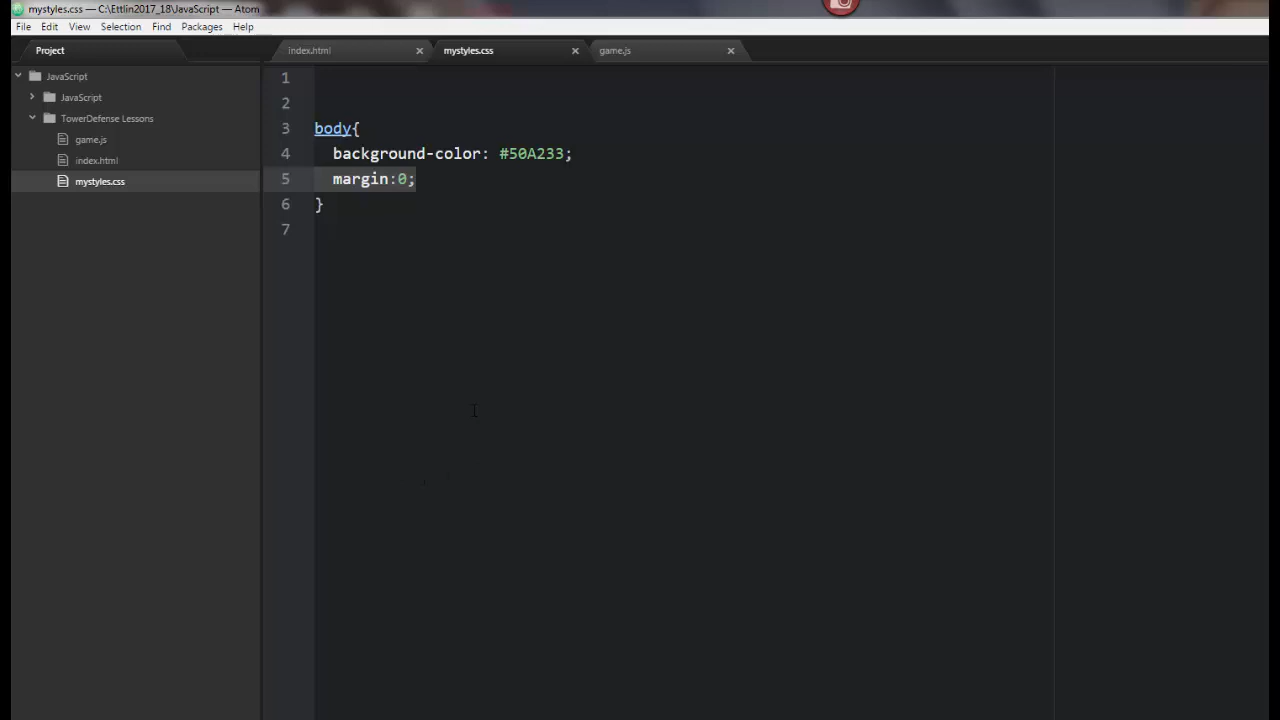 mystyles.css — C:\Ettlin2017_18\JavaScript — Atom
File Edit View Selection Find Packages Help
Project
index.html
mystyles.css
game.js
JavaScript
JavaScript
TowerDefense Lessons
game.js
index.html
mystyles.css
1
2
3 body{
4 background-color: #50A233;
5 margin:0;
6 }
7